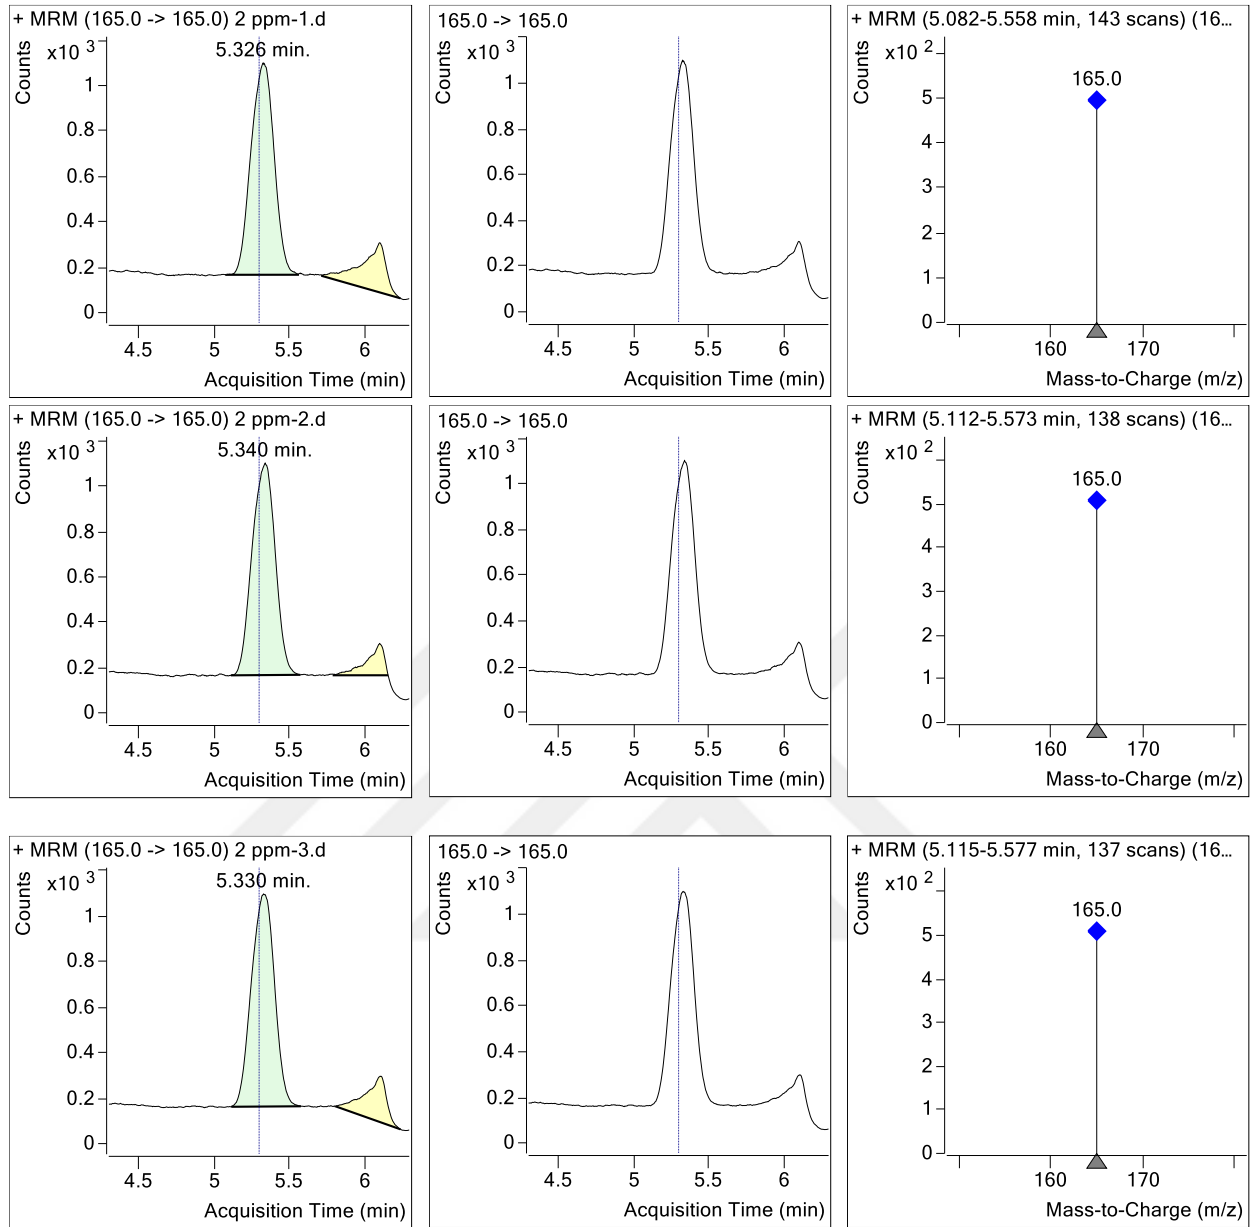 + MRM (165.0 -> 165.0) 2 ppm-1.d
x10 3
5.326 min.
Counts
1
0.8
0.6
0.4
0.2
0
4.5 5 5.5 6
Acquisition Time (min)
165.0 -> 165.0
x10 3
Counts
1
0.8
0.6
0.4
0.2
0
4.5 5 5.5 6
Acquisition Time (min)
+ MRM (5.082-5.558 min, 143 scans) (16...
x10 2
Counts
165.0
5
4
3
2
1
0
160 170
Mass-to-Charge (m/z)
+ MRM (165.0 -> 165.0) 2 ppm-2.d
x10 3
5.340 min.
Counts
1
0.8
0.6
0.4
0.2
0
4.5 5 5.5 6
Acquisition Time (min)
165.0 -> 165.0
x10 3
Counts
1
0.8
0.6
0.4
0.2
0
4.5 5 5.5 6
Acquisition Time (min)
+ MRM (5.112-5.573 min, 138 scans) (16...
x10 2
Counts
165.0
5
4
3
2
1
0
160 170
Mass-to-Charge (m/z)
+ MRM (165.0 -> 165.0) 2 ppm-3.d
x10 3
5.330 min.
Counts
1
0.8
0.6
0.4
0.2
0
4.5 5 5.5 6
Acquisition Time (min)
165.0 -> 165.0
x10 3
Counts
1
0.8
0.6
0.4
0.2
0
4.5 5 5.5 6
Acquisition Time (min)
+ MRM (5.115-5.577 min, 137 scans) (16...
x10 2
Counts
165.0
5
4
3
2
1
0
160 170
Mass-to-Charge (m/z)